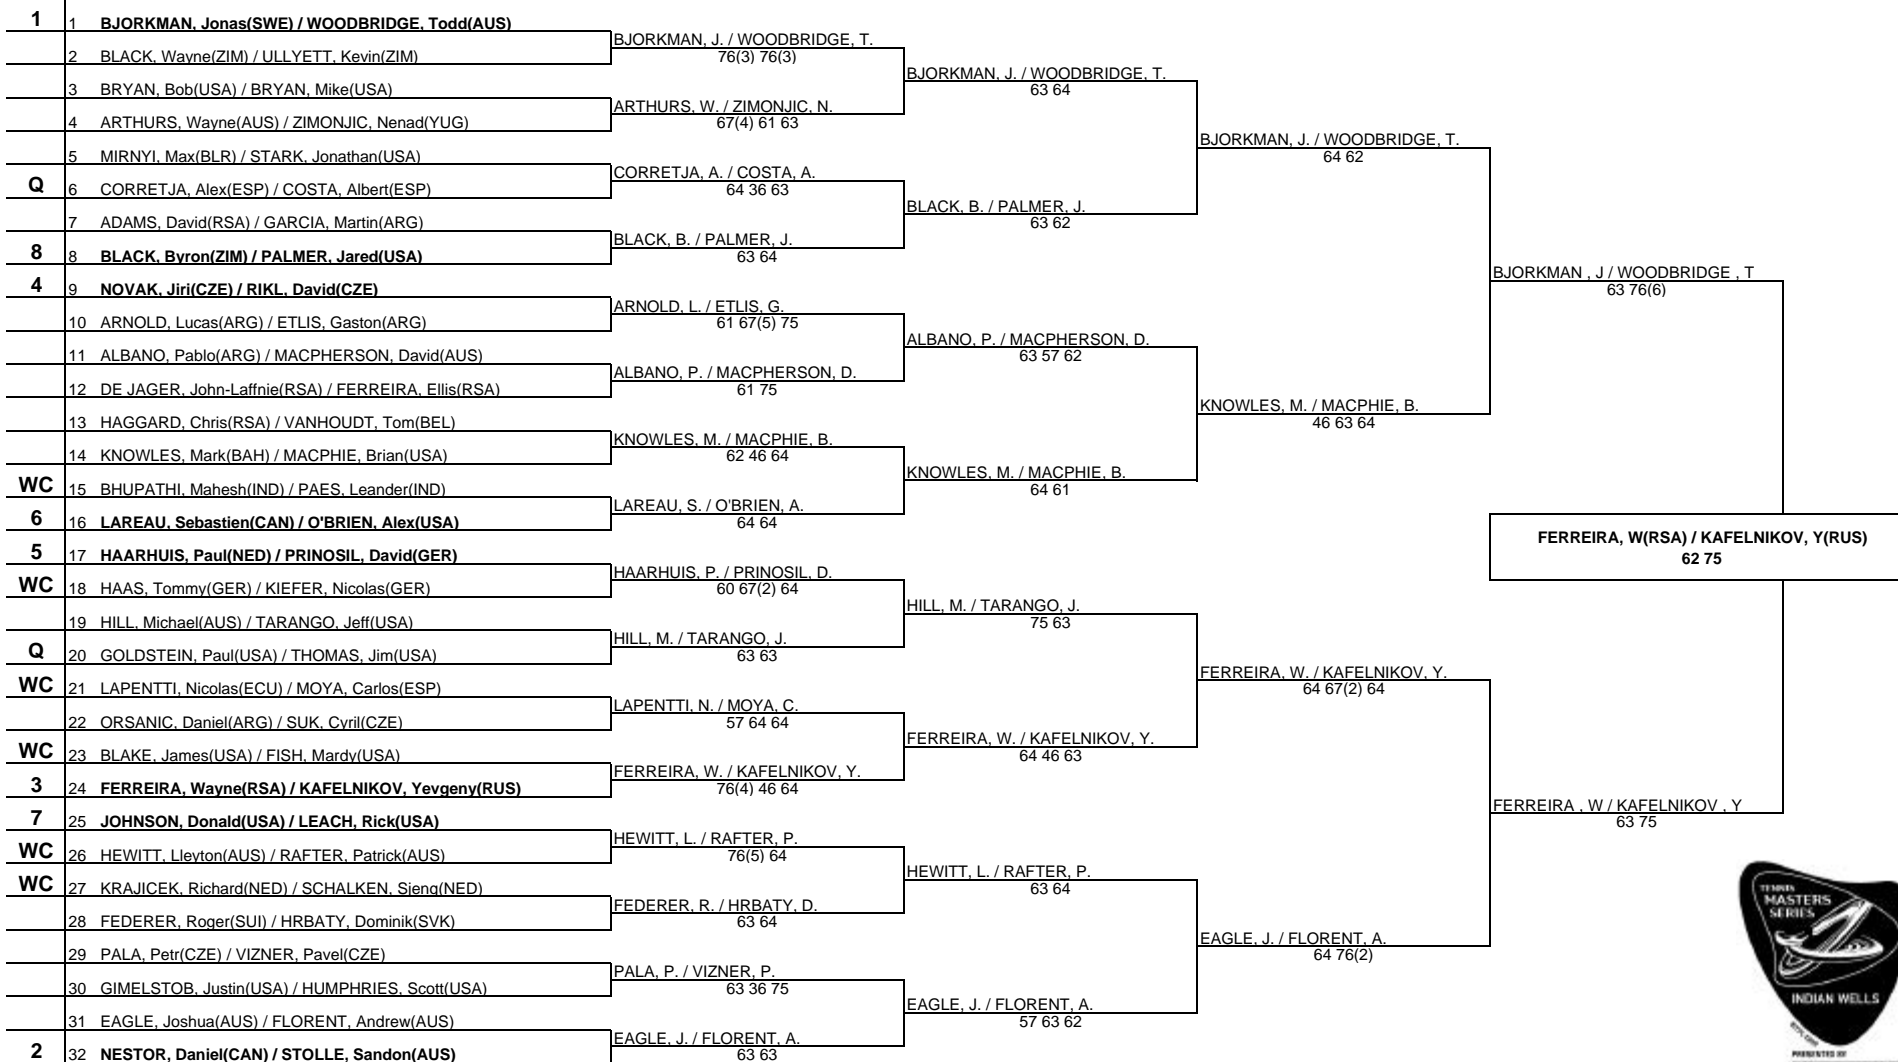 1 1 BJORKMAN, Jonas(SWE) / WOODBRIDGE, Todd(AUS)
2 BLACK, Wayne(ZIM) / ULLYETT, Kevin(ZIM)
3 BRYAN, Bob(USA) / BRYAN, Mike(USA)
4 ARTHURS, Wayne(AUS) / ZIMONJIC, Nenad(YUG)
5 MIRNYI, Max(BLR) / STARK, Jonathan(USA)
Q 6 CORRETJA, Alex(ESP) / COSTA, Albert(ESP)
7 ADAMS, David(RSA) / GARCIA, Martin(ARG)
8 8 BLACK, Byron(ZIM) / PALMER, Jared(USA)
4 9 NOVAK, Jiri(CZE) / RIKL, David(CZE)
10 ARNOLD, Lucas(ARG) / ETLIS, Gaston(ARG)
11 ALBANO, Pablo(ARG) / MACPHERSON, David(AUS)
12 DE JAGER, John-Laffnie(RSA) / FERREIRA, Ellis(RSA)
13 HAGGARD, Chris(RSA) / VANHOUDT, Tom(BEL)
14 KNOWLES, Mark(BAH) / MACPHIE, Brian(USA)
WC 15 BHUPATHI, Mahesh(IND) / PAES, Leander(IND)
6 16 LAREAU, Sebastien(CAN) / O'BRIEN, Alex(USA)
5 17 HAARHUIS, Paul(NED) / PRINOSIL, David(GER)
WC 18 HAAS, Tommy(GER) / KIEFER, Nicolas(GER)
19 HILL, Michael(AUS) / TARANGO, Jeff(USA)
Q 20 GOLDSTEIN, Paul(USA) / THOMAS, Jim(USA)
WC 21 LAPENTTI, Nicolas(ECU) / MOYA, Carlos(ESP)
22 ORSANIC, Daniel(ARG) / SUK, Cyril(CZE)
WC 23 BLAKE, James(USA) / FISH, Mardy(USA)
3 24 FERREIRA, Wayne(RSA) / KAFELNIKOV, Yevgeny(RUS)
7 25 JOHNSON, Donald(USA) / LEACH, Rick(USA)
WC 26 HEWITT, Lleyton(AUS) / RAFTER, Patrick(AUS)
WC 27 KRAJICEK, Richard(NED) / SCHALKEN, Sjeng(NED)
28 FEDERER, Roger(SUI) / HRBATY, Dominik(SVK)
29 PALA, Petr(CZE) / VIZNER, Pavel(CZE)
30 GIMELSTOB, Justin(USA) / HUMPHRIES, Scott(USA)
31 EAGLE, Joshua(AUS) / FLORENT, Andrew(AUS)
2 32 NESTOR, Daniel(CAN) / STOLLE, Sandon(AUS)
BJORKMAN, J. / WOODBRIDGE, T.
76(3) 76(3)
ARTHURS, W. / ZIMONJIC, N.
67(4) 61 63
CORRETJA, A. / COSTA, A.
64 36 63
BLACK, B. / PALMER, J.
63 64
ARNOLD, L. / ETLIS, G.
61 67(5) 75
ALBANO, P. / MACPHERSON, D.
61 75
KNOWLES, M. / MACPHIE, B.
62 46 64
LAREAU, S. / O'BRIEN, A.
64 64
HAARHUIS, P. / PRINOSIL, D.
60 67(2) 64
HILL, M. / TARANGO, J.
63 63
LAPENTTI, N. / MOYA, C.
57 64 64
FERREIRA, W. / KAFELNIKOV, Y.
76(4) 46 64
HEWITT, L. / RAFTER, P.
76(5) 64
FEDERER, R. / HRBATY, D.
63 64
PALA, P. / VIZNER, P.
63 36 75
EAGLE, J. / FLORENT, A.
63 63
BJORKMAN, J. / WOODBRIDGE, T.
63 64
BLACK, B. / PALMER, J.
63 62
ALBANO, P. / MACPHERSON, D.
63 57 62
KNOWLES, M. / MACPHIE, B.
64 61
HILL, M. / TARANGO, J.
75 63
FERREIRA, W. / KAFELNIKOV, Y.
64 46 63
HEWITT, L. / RAFTER, P.
63 64
EAGLE, J. / FLORENT, A.
57 63 62
BJORKMAN, J. / WOODBRIDGE, T.
64 62
KNOWLES, M. / MACPHIE, B.
46 63 64
FERREIRA, W. / KAFELNIKOV, Y.
64 67(2) 64
EAGLE, J. / FLORENT, A.
64 76(2)
BJORKMAN , J / WOODBRIDGE , T
63 76(6)
FERREIRA , W / KAFELNIKOV , Y
63 75
FERREIRA, W(RSA) / KAFELNIKOV, Y(RUS)
62 75
TENNIS
MASTERS
SERIES
INDIAN WELLS
PRESENTED BY